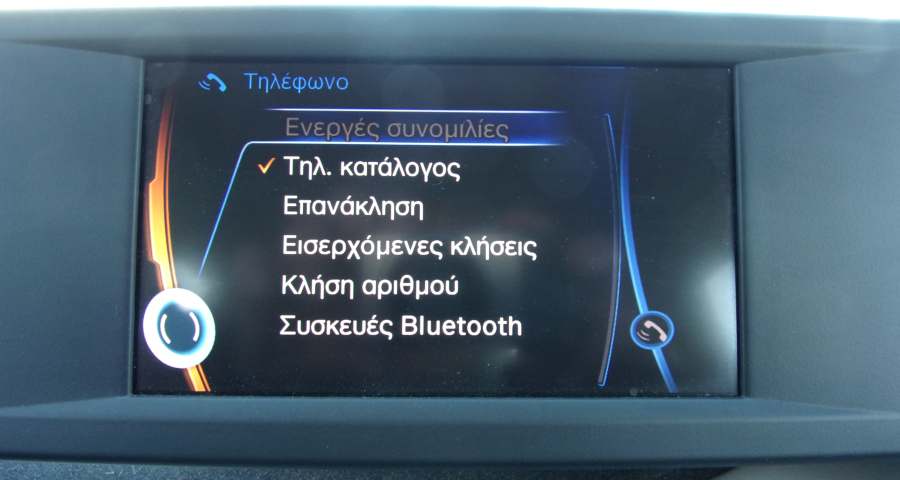 Τηλέφωνο
Ενεργές συνομιλίες
Τηλ. κατάλογος
Επανάκληση
Εισερχόμενες κλήσεις
Κλήση αριθμού
Συσκευές Bluetooth